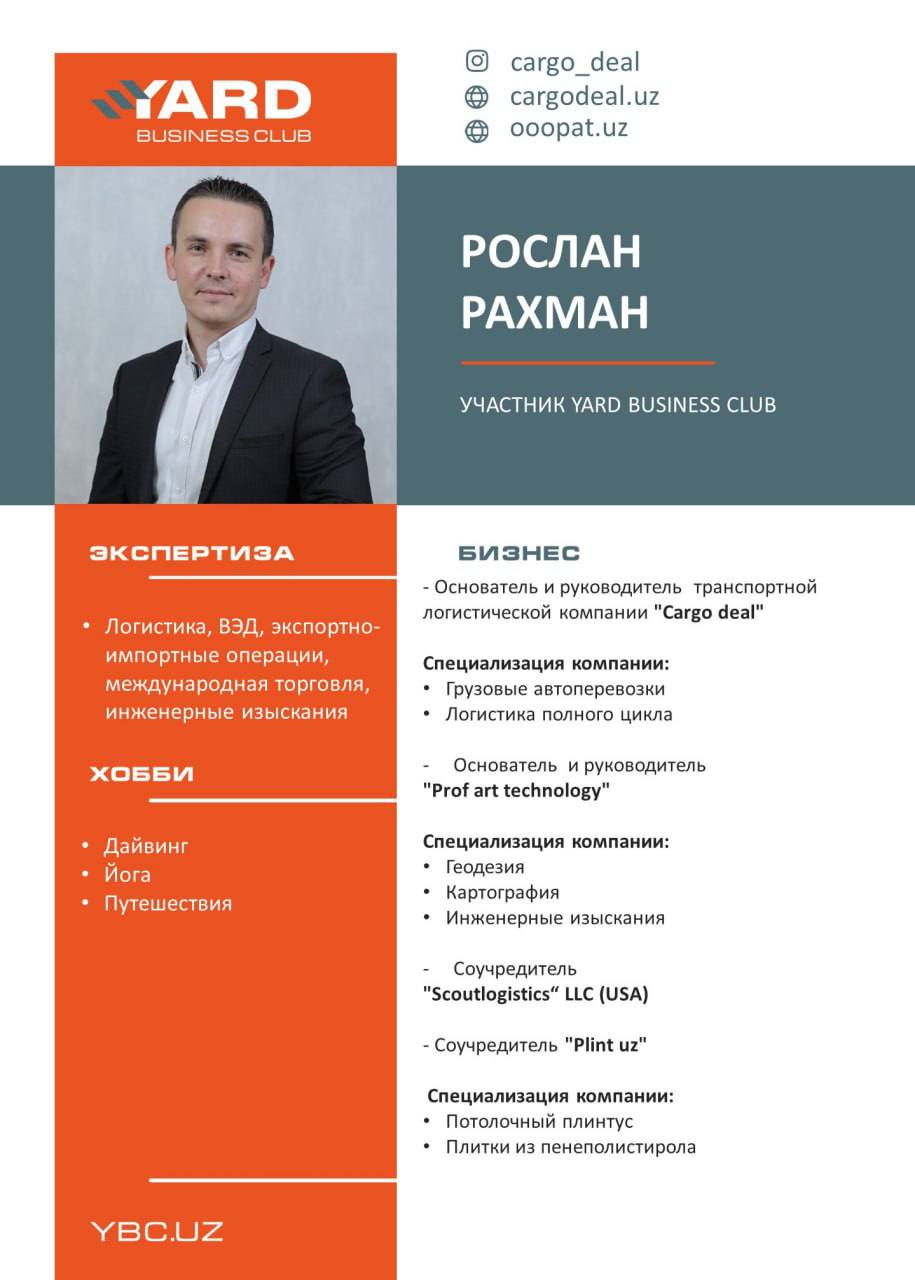 YARD
BUSINESS CLUB
cargo_deal
cargodeal.uz
ooopat.uz
РОСЛАН
РАХМАН
УЧАСТНИК YARD BUSINESS CLUB
ЭКСПЕРТИЗА
• Логистика, ВЭД, экспортно-
импортные операции,
международная торговля,
инженерные изыскания
ХОББИ
• Дайвинг
• Йога
• Путешествия
YBC.UZ
БИЗНЕС
- Основатель и руководитель транспортной
логистической компании "Cargo deal"
Специализация компании:
• Грузовые автоперевозки
• Логистика полного цикла
- Основатель и руководитель
"Prof art technology"
Специализация компании:
• Геодезия
• Картография
• Инженерные изыскания
- Соучредитель
"Scoutlogistics“ LLC (USA)
- Соучредитель "Plint uz"
Специализация компании:
• Потолочный плинтус
• Плитки из пенеполистирола